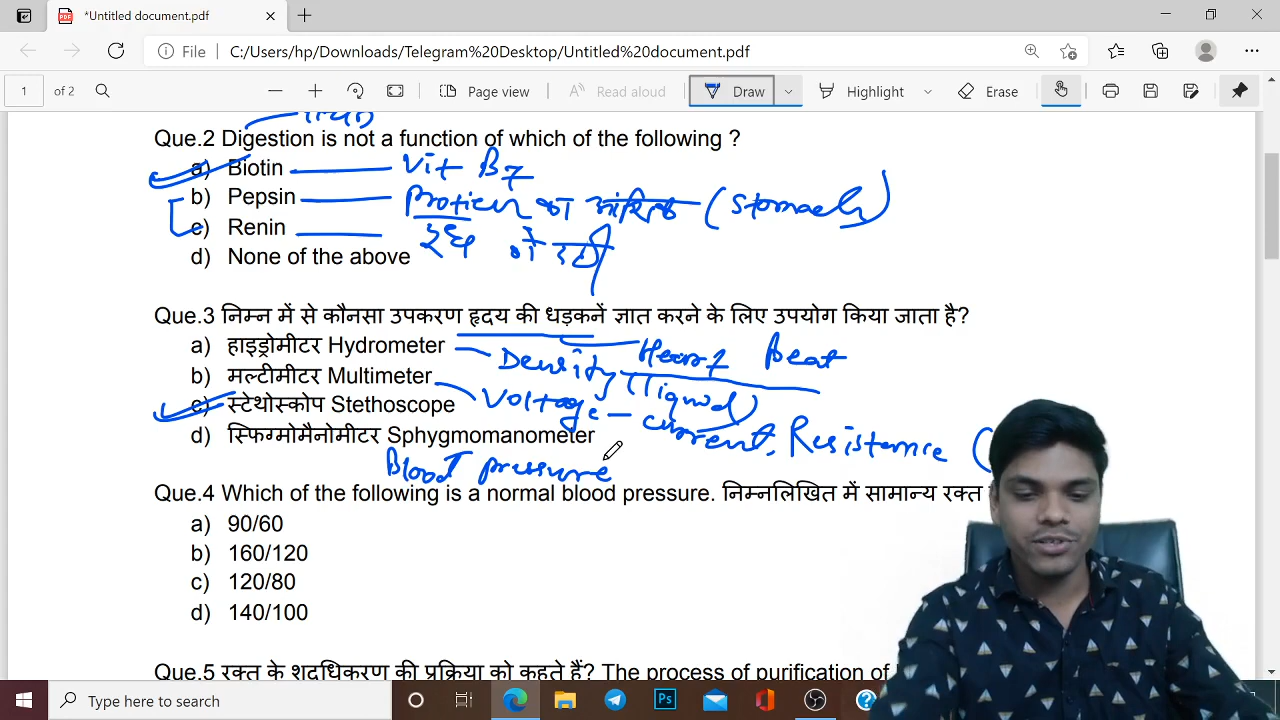 *Untitled document.pdf
File C:/Users/hp/Downloads/Telegram%20Desktop/Untitled%20document.pdf
1 of 2 Page view Read aloud Draw Highlight Erase
Que.2 Digestion is not a function of which of the following ?
a) Biotin Vit B7
b) Pepsin Protien का (Stomach)
c) Renin
d) None of the above
Que.3 निम्न में से कौनसा उपकरण हृदय की धड़कनें ज्ञात करने के लिए उपयोग किया जाता है?
a) हाइड्रोमीटर Hydrometer Density Heart Beat
b) मल्टीमीटर Multimeter (liquid)
c) स्टेथोस्कोप Stethoscope Voltage current, Resistance (
d) स्फिग्मोमैनोमीटर Sphygmomanometer
Blood pressure
Que.4 Which of the following is a normal blood pressure. निम्नलिखित में सामान्य रक्त
a) 90/60
b) 160/120
c) 120/80
d) 140/100
Que.5 रक्त के शुद्धिकरण की प्रक्रिया को कहते हैं? The process of purification of
Type here to search Ps